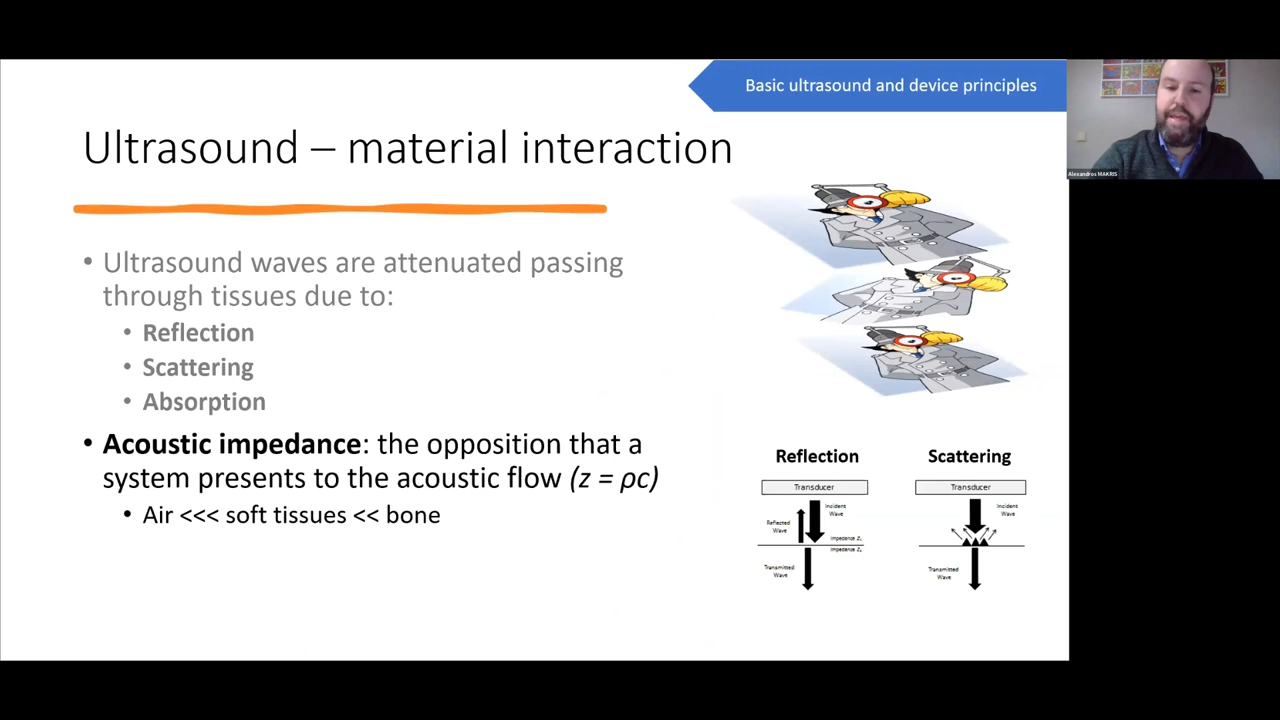 Basic ultrasound and device principles
Ultrasound – material interaction
• Ultrasound waves are attenuated passing
through tissues due to:
• Reflection
• Scattering
• Absorption
• Acoustic impedance: the opposition that a
system presents to the acoustic flow (z = ρc)
• Air <<< soft tissues << bone
Reflection
Transducer
Incident
Wave
Reflected
Wave
Impedance Z₁
Impedance Z₂
Transmitted
Wave
Scattering
Transducer
Incident
Wave
Transmitted
Wave
Alexandros MAKRIS